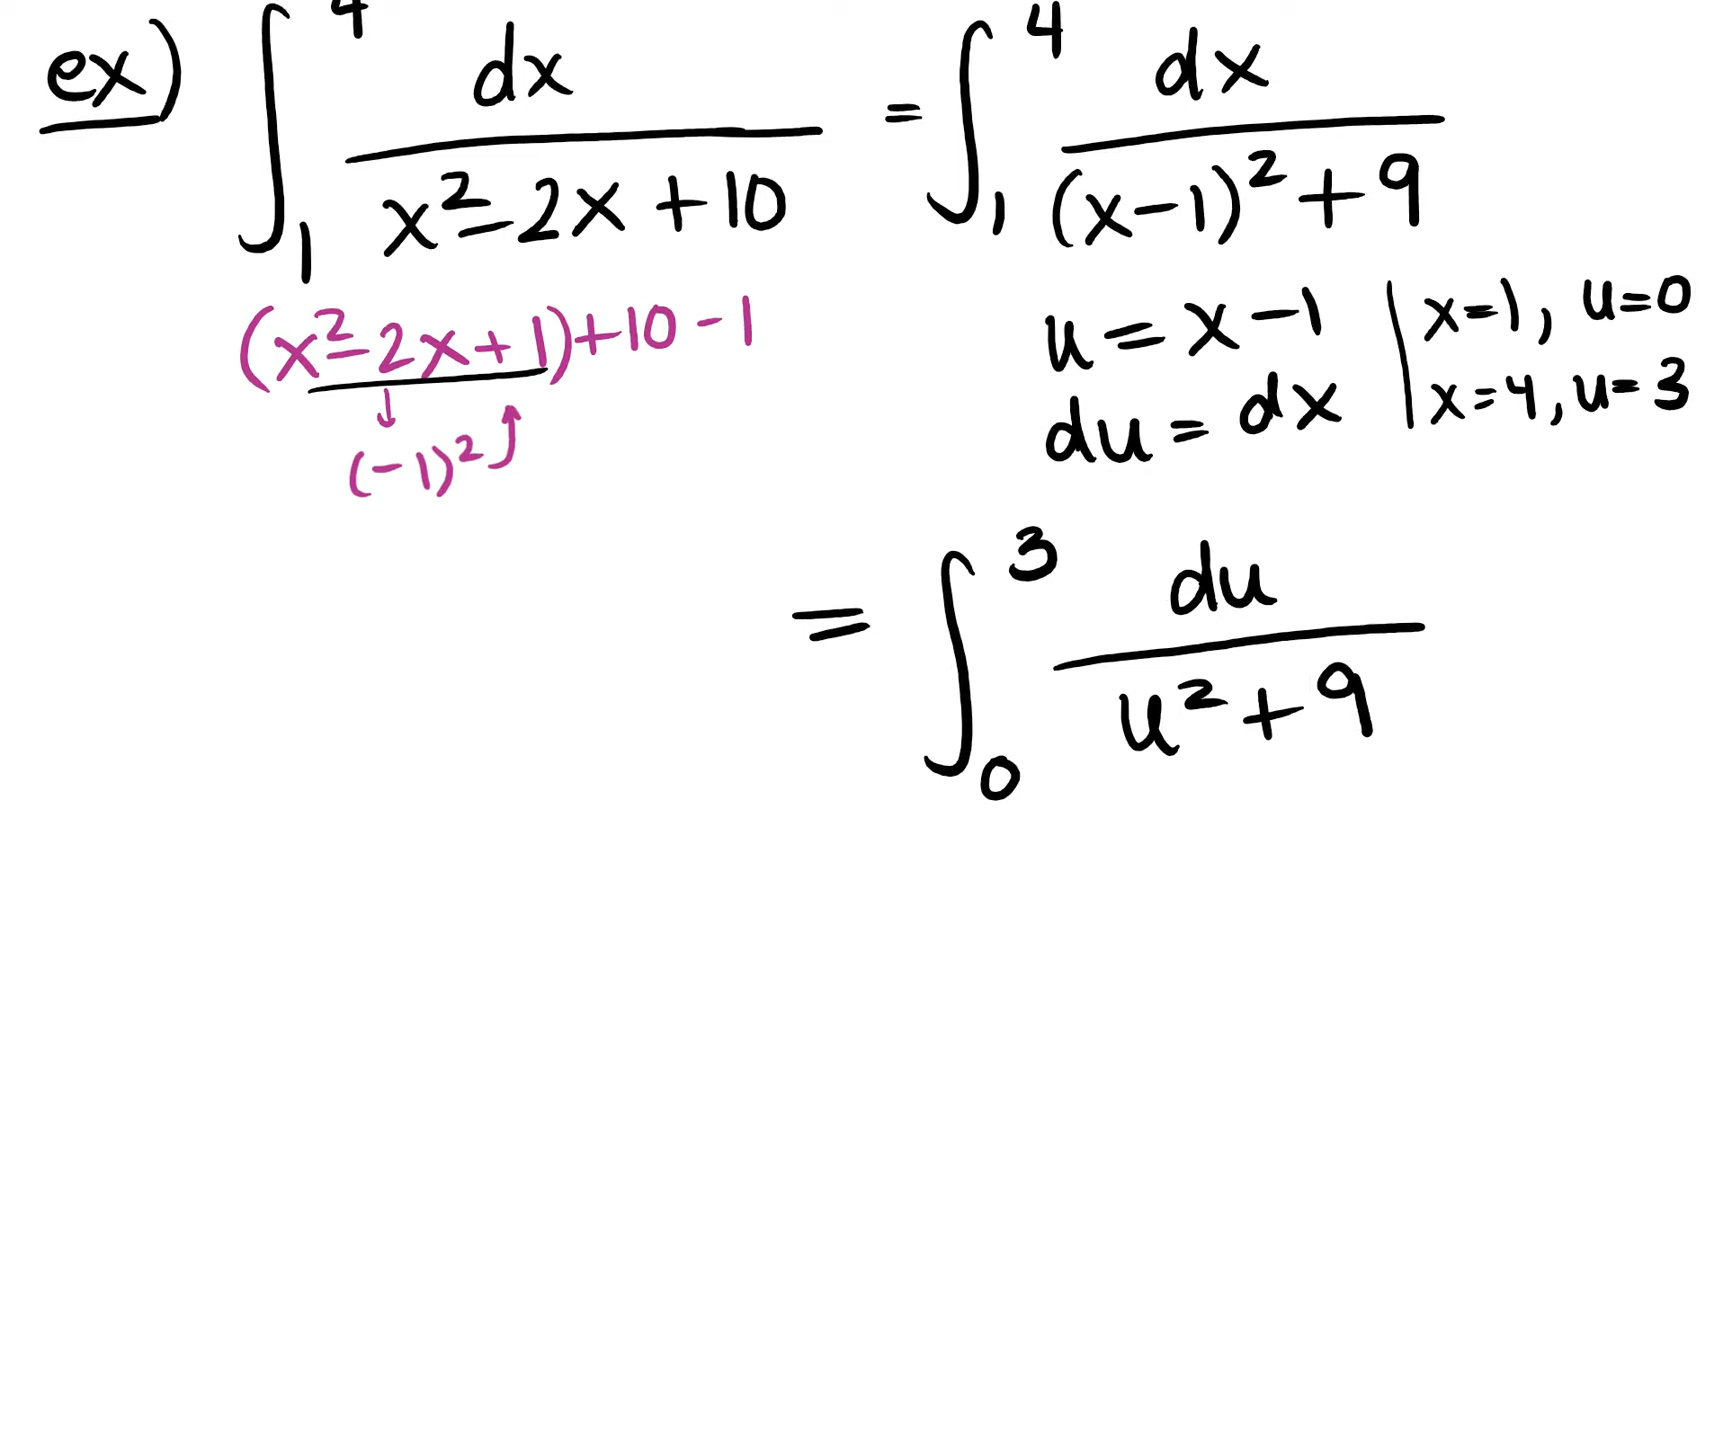 ex) ∫₁⁴ dx / (x² - 2x + 10) = ∫₁⁴ dx / ((x-1)² + 9)
(x² - 2x + 1) + 10 - 1
(-1)²
u = x - 1 | x=1, u=0
du = dx | x=4, u=3
= ∫₀³ du / (u² + 9)